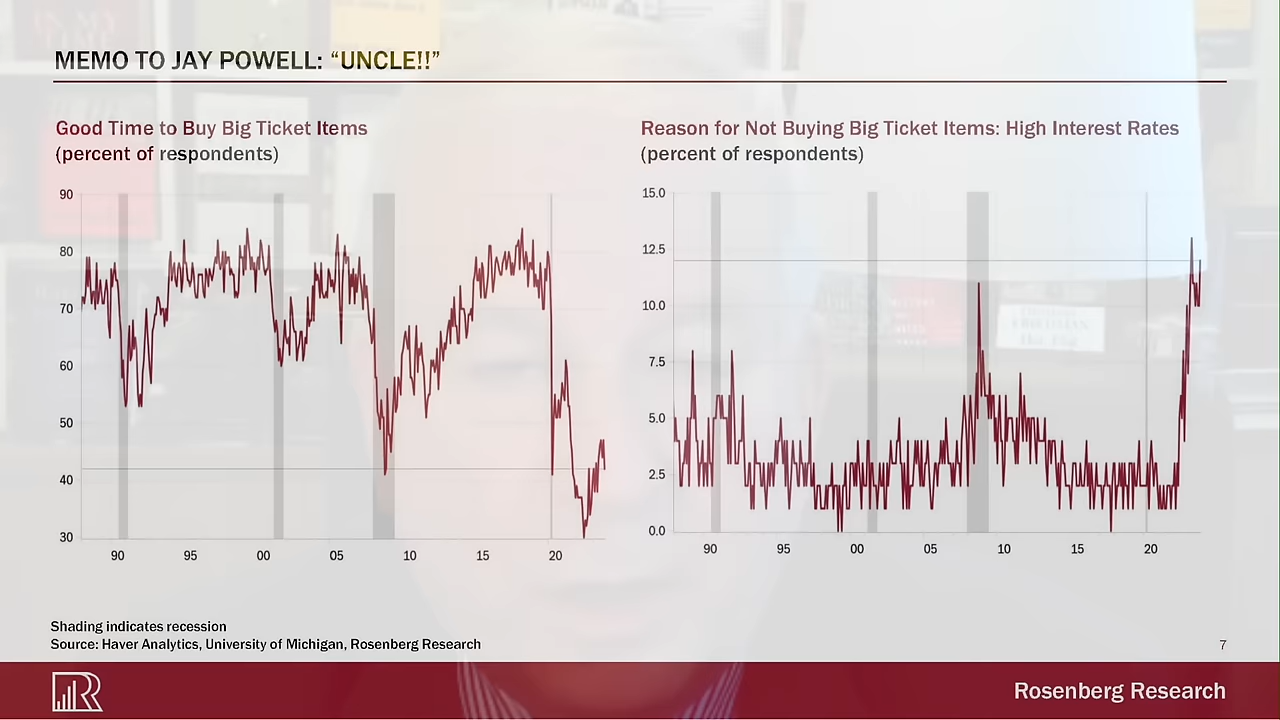 MEMO TO JAY POWELL: “UNCLE!!”
Good Time to Buy Big Ticket Items
(percent of respondents)
90
80
70
60
50
40
30
90 95 00 05 10 15 20
Reason for Not Buying Big Ticket Items: High Interest Rates
(percent of respondents)
15.0
12.5
10.0
7.5
5.0
2.5
0.0
90 95 00 05 10 15 20
Shading indicates recession
Source: Haver Analytics, University of Michigan, Rosenberg Research
7
R
Rosenberg Research